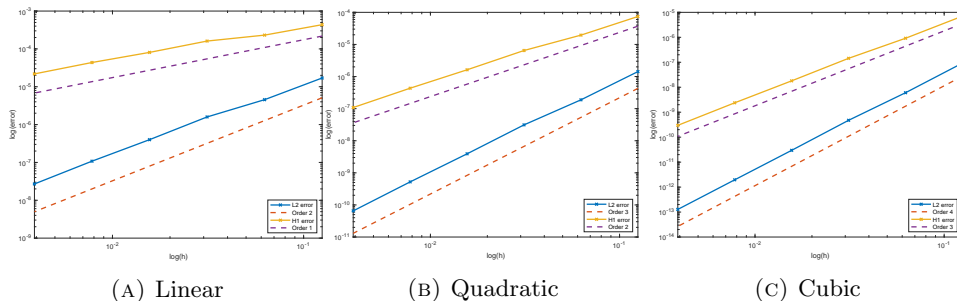 10^-3
10^-4
10^-5
10^-6
10^-7
10^-8
10^-9
log(error)
10^-2
10^-1
log(h)
L2 error
Order 2
H1 error
Order 1
(A) Linear
10^-4
10^-5
10^-6
10^-7
10^-8
10^-9
10^-10
10^-11
log(error)
10^-2
10^-1
log(h)
L2 error
Order 3
H1 error
Order 2
(B) Quadratic
10^-5
10^-6
10^-7
10^-8
10^-9
10^-10
10^-11
10^-12
10^-13
10^-14
log(error)
10^-2
10^-1
log(h)
L2 error
Order 4
H1 error
Order 3
(C) Cubic